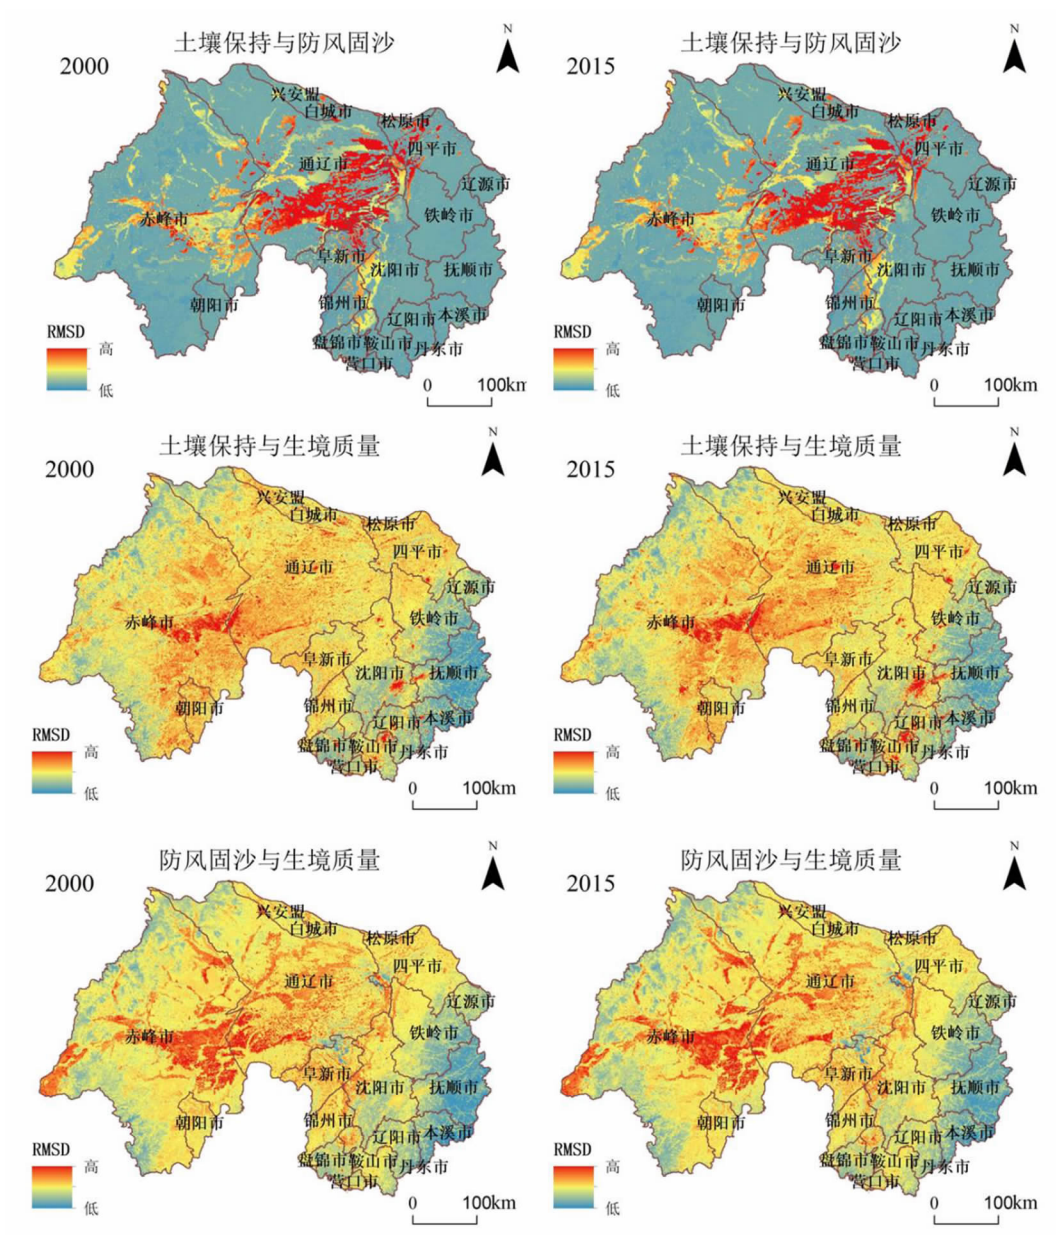 土壤保持与防风固沙
N
2000
兴安盟
白城市
松原市
四平市
通辽市
辽源市
赤峰市
铁岭市
阜新市
沈阳市
抚顺市
朝阳市
锦州市
辽阳市
本溪市
盘锦市
鞍山市
丹东市
营口市
RMSD
高
低
0
100km
土壤保持与防风固沙
N
2015
兴安盟
白城市
松原市
四平市
通辽市
辽源市
赤峰市
铁岭市
阜新市
沈阳市
抚顺市
朝阳市
锦州市
辽阳市
本溪市
盘锦市
鞍山市
丹东市
营口市
RMSD
高
低
0
100km
土壤保持与生境质量
N
2000
兴安盟
白城市
松原市
四平市
通辽市
辽源市
赤峰市
铁岭市
阜新市
沈阳市
抚顺市
朝阳市
锦州市
辽阳市
本溪市
盘锦市
鞍山市
丹东市
营口市
RMSD
高
低
0
100km
土壤保持与生境质量
N
2015
兴安盟
白城市
松原市
四平市
通辽市
辽源市
赤峰市
铁岭市
阜新市
沈阳市
抚顺市
朝阳市
锦州市
辽阳市
本溪市
盘锦市
鞍山市
丹东市
营口市
RMSD
高
低
0
100km
防风固沙与生境质量
N
2000
兴安盟
白城市
松原市
四平市
通辽市
辽源市
赤峰市
铁岭市
阜新市
沈阳市
抚顺市
朝阳市
锦州市
辽阳市
本溪市
盘锦市
鞍山市
丹东市
营口市
RMSD
高
低
0
100km
防风固沙与生境质量
N
2015
兴安盟
白城市
松原市
四平市
通辽市
辽源市
赤峰市
铁岭市
阜新市
沈阳市
抚顺市
朝阳市
锦州市
辽阳市
本溪市
盘锦市
鞍山市
丹东市
营口市
RMSD
高
低
0
100km